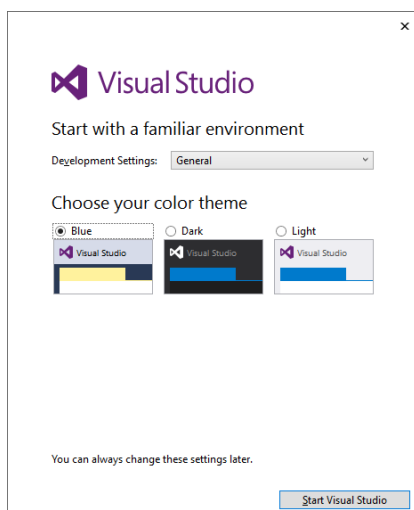 Visual Studio
Start with a familiar environment
Development Settings: General
Choose your color theme
Blue Dark Light
Visual Studio Visual Studio Visual Studio
You can always change these settings later.
Start Visual Studio